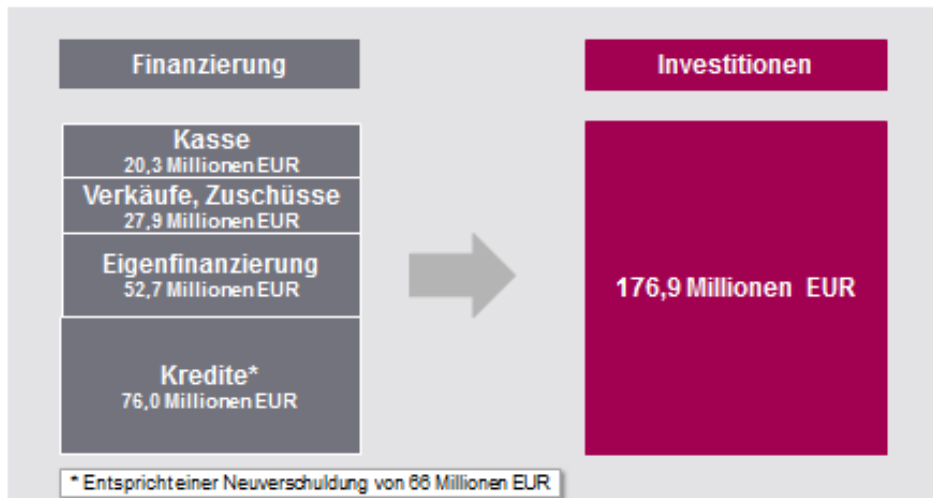 Finanzierung
Investitionen
Kasse
20,3 Millionen EUR
Verkäufe, Zuschüsse
27,9 Millionen EUR
Eigenfinanzierung
52,7 Millionen EUR
Kredite*
76,0 Millionen EUR
176,9 Millionen EUR
* Entspricht einer Neuverschuldung von 66 Millionen EUR